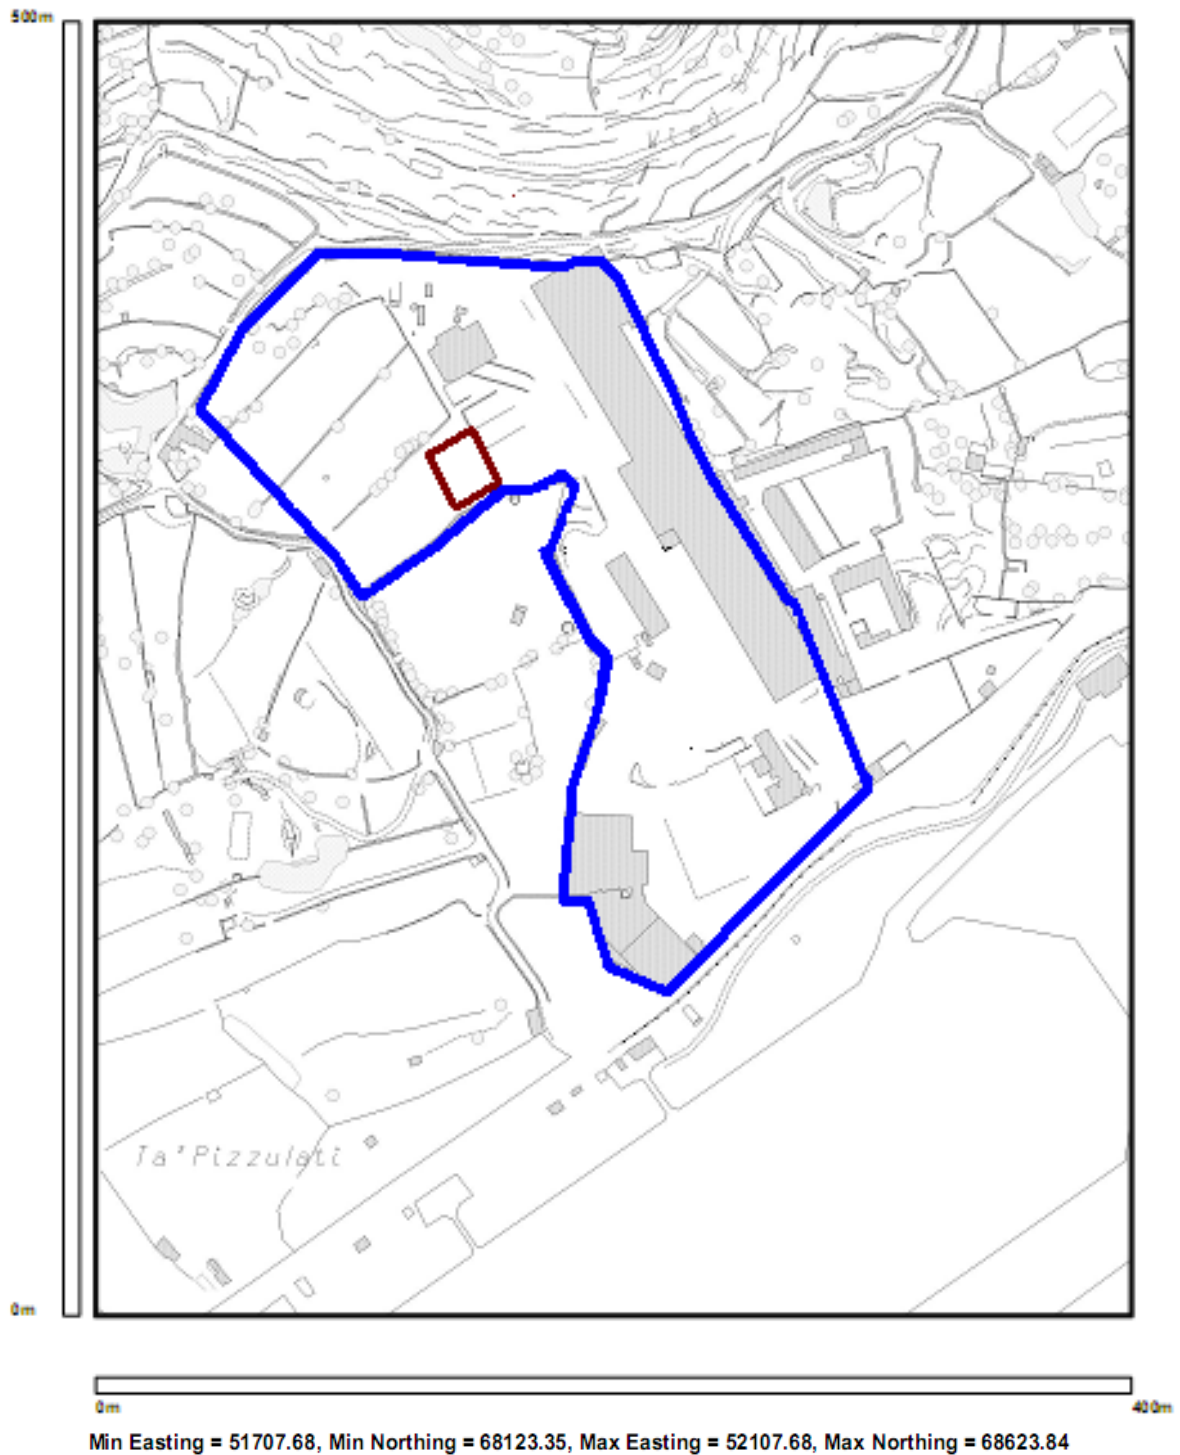 500m
Ta' Pizzulati
0m
0m
400m
Min Easting = 51707.68, Min Northing = 68123.35, Max Easting = 52107.68, Max Northing = 68623.84